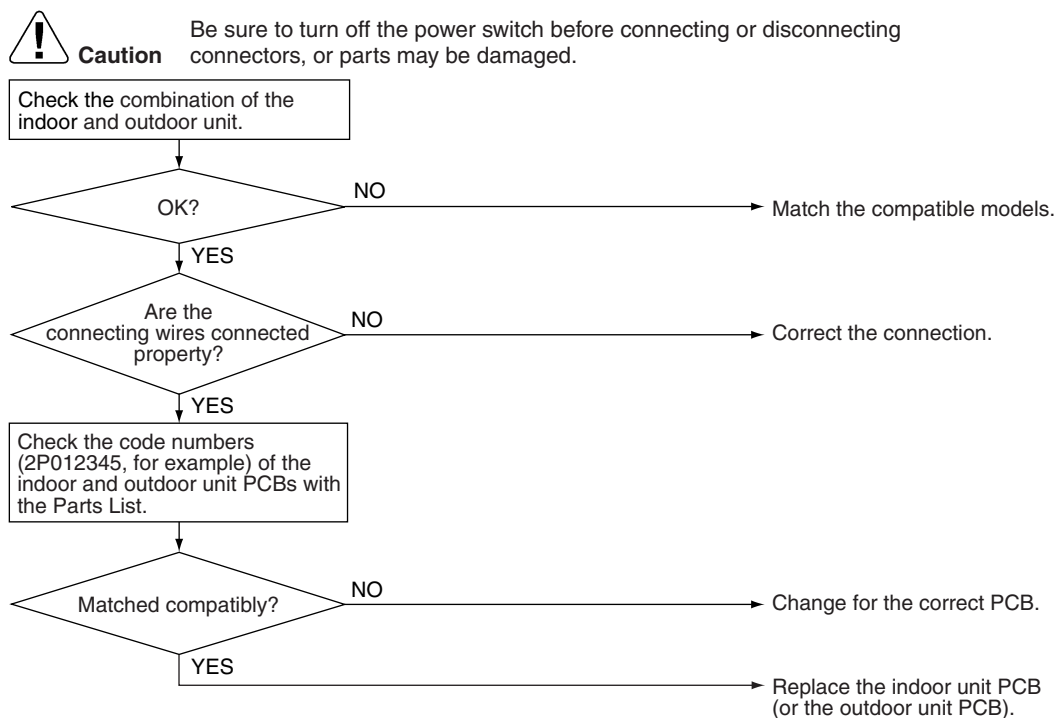 Be sure to turn off the power switch before connecting or disconnecting
Caution connectors, or parts may be damaged.
Check the combination of the
indoor and outdoor unit.
OK?
NO
Match the compatible models.
YES
Are the
connecting wires connected
property?
NO
Correct the connection.
YES
Check the code numbers
(2P012345, for example) of the
indoor and outdoor unit PCBs with
the Parts List.
Matched compatibly?
NO
Change for the correct PCB.
YES
Replace the indoor unit PCB
(or the outdoor unit PCB).